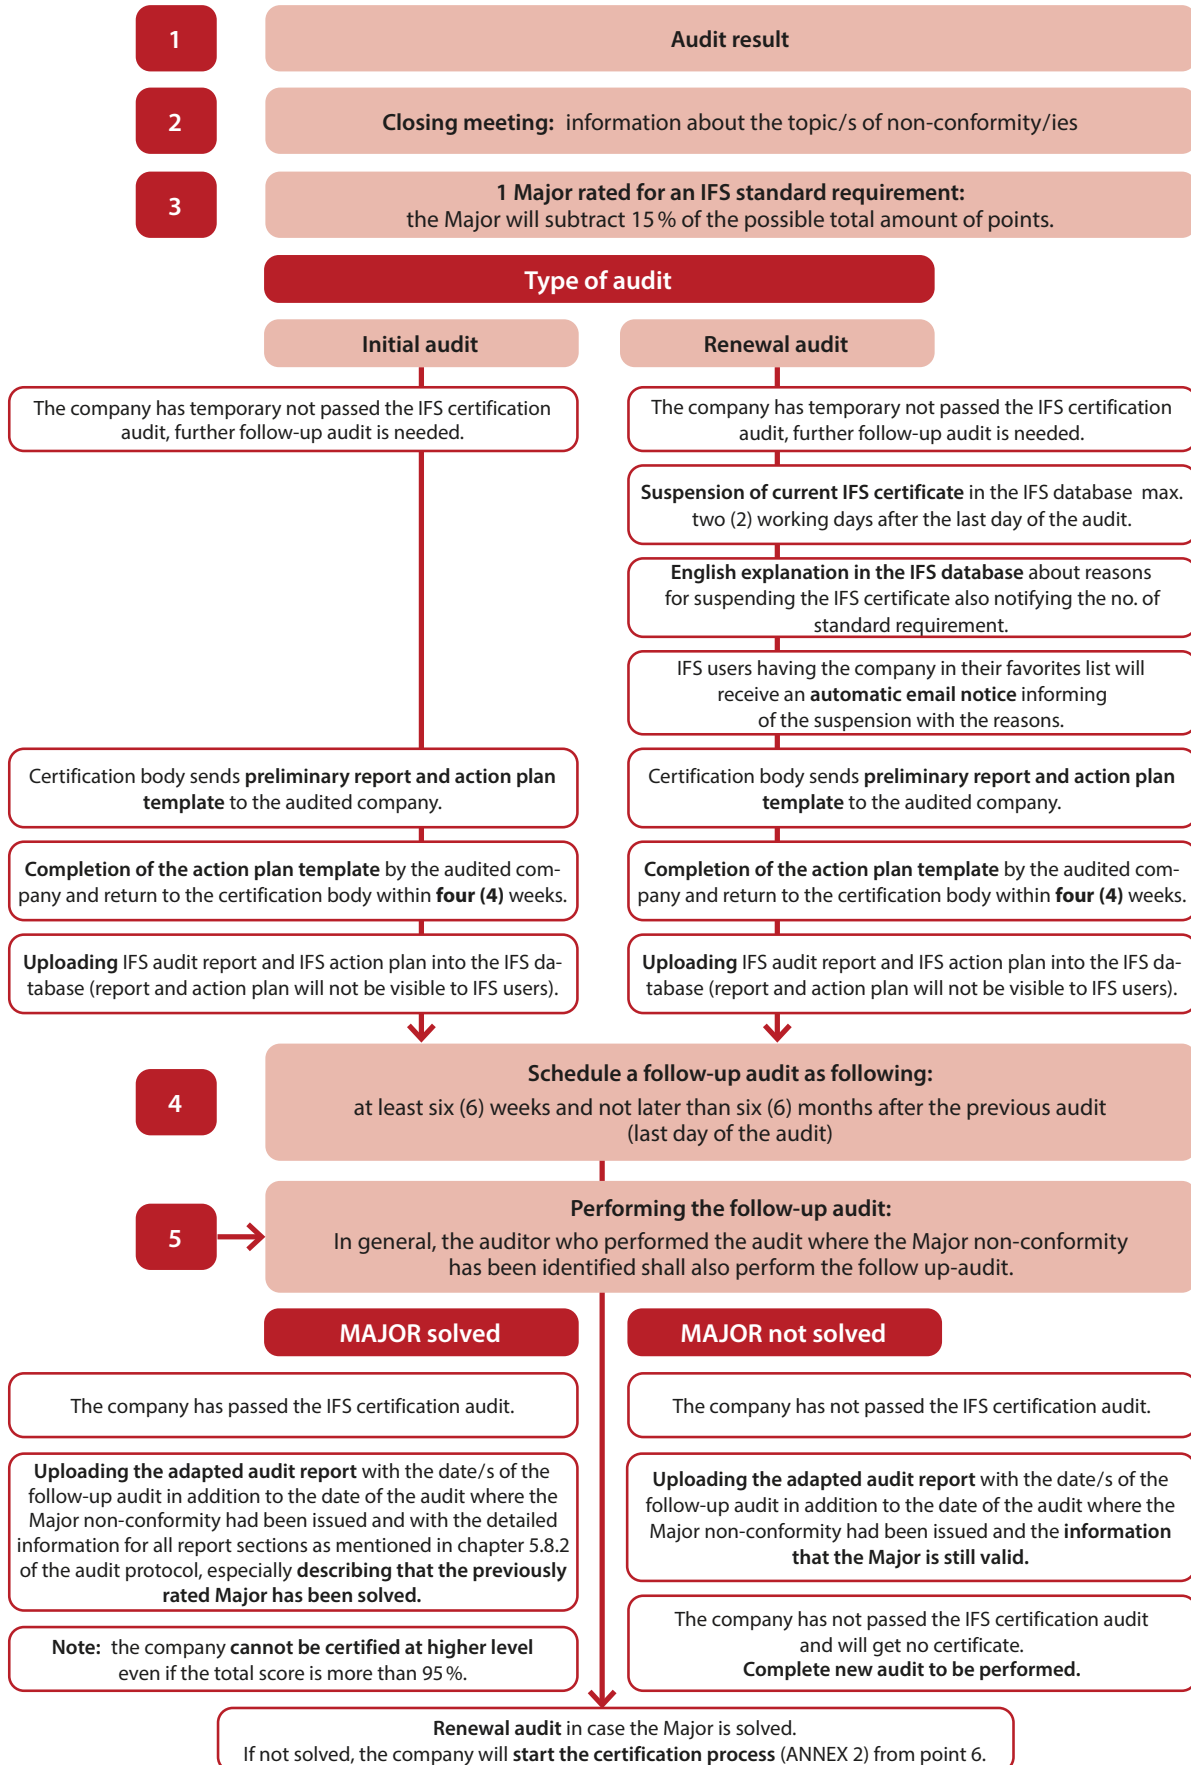 1
Audit result
2
Closing meeting: information about the topic/s of non-conformity/ies
3
1 Major rated for an IFS standard requirement:
the Major will subtract 15 % of the possible total amount of points.
Type of audit
Initial audit
Renewal audit
The company has temporary not passed the IFS certification
audit, further follow-up audit is needed.
The company has temporary not passed the IFS certification
audit, further follow-up audit is needed.
Suspension of current IFS certificate in the IFS database max.
two (2) working days after the last day of the audit.
English explanation in the IFS database about reasons
for suspending the IFS certificate also notifying the no. of
standard requirement.
IFS users having the company in their favorites list will
receive an automatic email notice informing
of the suspension with the reasons.
Certification body sends preliminary report and action plan
template to the audited company.
Certification body sends preliminary report and action plan
template to the audited company.
Completion of the action plan template by the audited com-
pany and return to the certification body within four (4) weeks.
Completion of the action plan template by the audited com-
pany and return to the certification body within four (4) weeks.
Uploading IFS audit report and IFS action plan into the IFS da-
tabase (report and action plan will not be visible to IFS users).
Uploading IFS audit report and IFS action plan into the IFS da-
tabase (report and action plan will not be visible to IFS users).
4
Schedule a follow-up audit as following:
at least six (6) weeks and not later than six (6) months after the previous audit
(last day of the audit)
5
Performing the follow-up audit:
In general, the auditor who performed the audit where the Major non-conformity
has been identified shall also perform the follow up-audit.
MAJOR solved
MAJOR not solved
The company has passed the IFS certification audit.
The company has not passed the IFS certification audit.
Uploading the adapted audit report with the date/s of the
follow-up audit in addition to the date of the audit where the
Major non-conformity had been issued and with the detailed
information for all report sections as mentioned in chapter 5.8.2
of the audit protocol, especially describing that the previously
rated Major has been solved.
Uploading the adapted audit report with the date/s of the
follow-up audit in addition to the date of the audit where the
Major non-conformity had been issued and the information
that the Major is still valid.
Note: the company cannot be certified at higher level
even if the total score is more than 95 %.
The company has not passed the IFS certification audit
and will get no certificate.
Complete new audit to be performed.
Renewal audit in case the Major is solved.
If not solved, the company will start the certification process (ANNEX 2) from point 6.